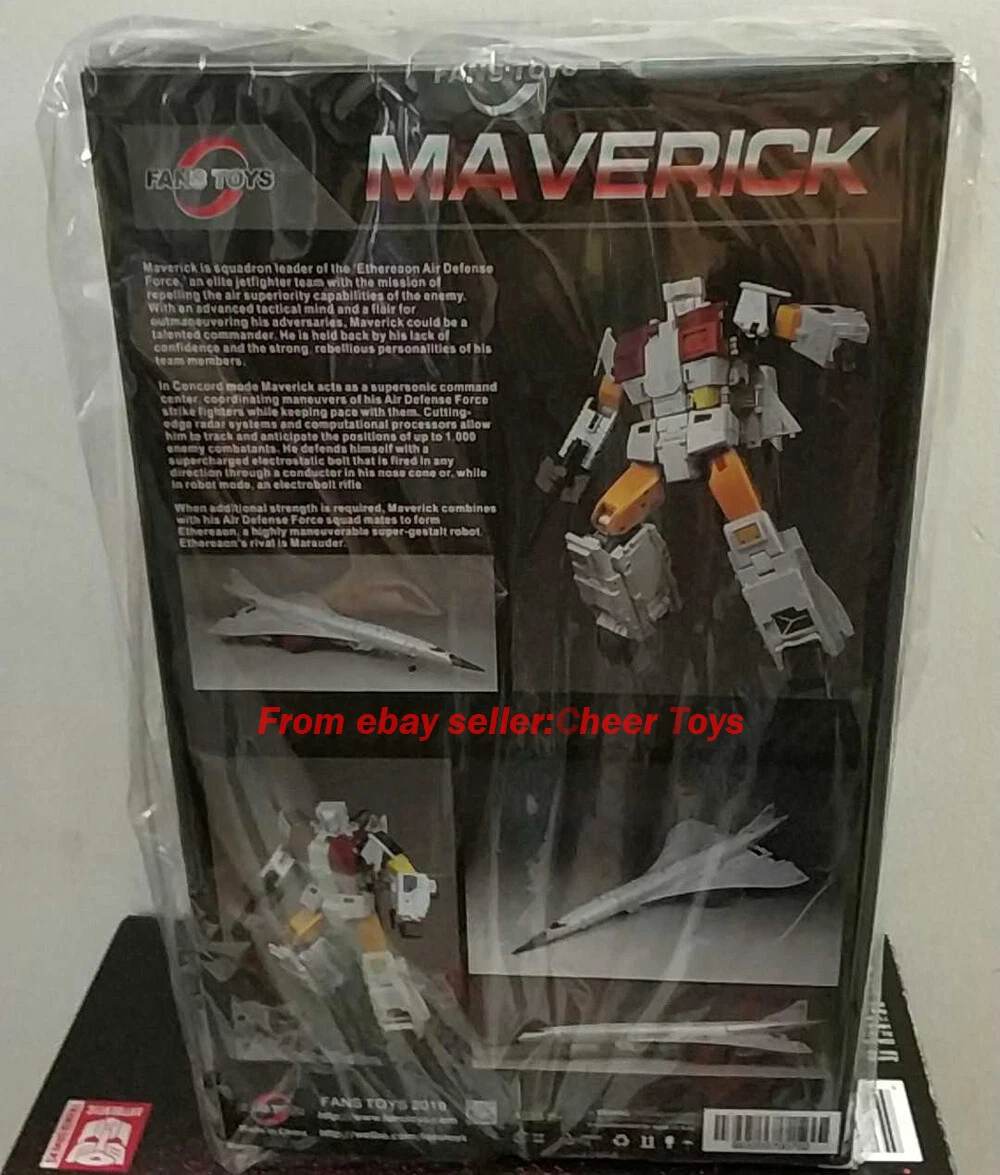 FANS TOYS
FANS TOYS
MAVERICK
Maverick is squadron leader of the 'Ethereaon Air Defense
Force,' an elite jetfighter team with the mission of
repelling the air superiority capabilities of the enemy.
With an advanced tactical mind and a flair for
outmaneuvering his adversaries, Maverick could be a
talented commander. He is held back by his lack of
confidence and the strong, rebellious personalities of his
team members.
In Concord mode Maverick acts as a supersonic command
center, coordinating maneuvers of his Air Defense Force
strike fighters while keeping pace with them. Cutting-
edge radar systems and computational processors allow
him to track and anticipate the positions of up to 1,000
enemy combatants. He defends himself with a
supercharged electrostatic bolt that is fired in any
direction through a conductor in his nose cone or, while
in robot mode, an electrobolt rifle.
When additional strength is required, Maverick combines
with his Air Defense Force squad mates to form
Ethereaon, a highly maneuverable super-gestalt robot.
Ethereaon's rival is Marauder.
From ebay seller:Cheer Toys
FANS TOYS 2019